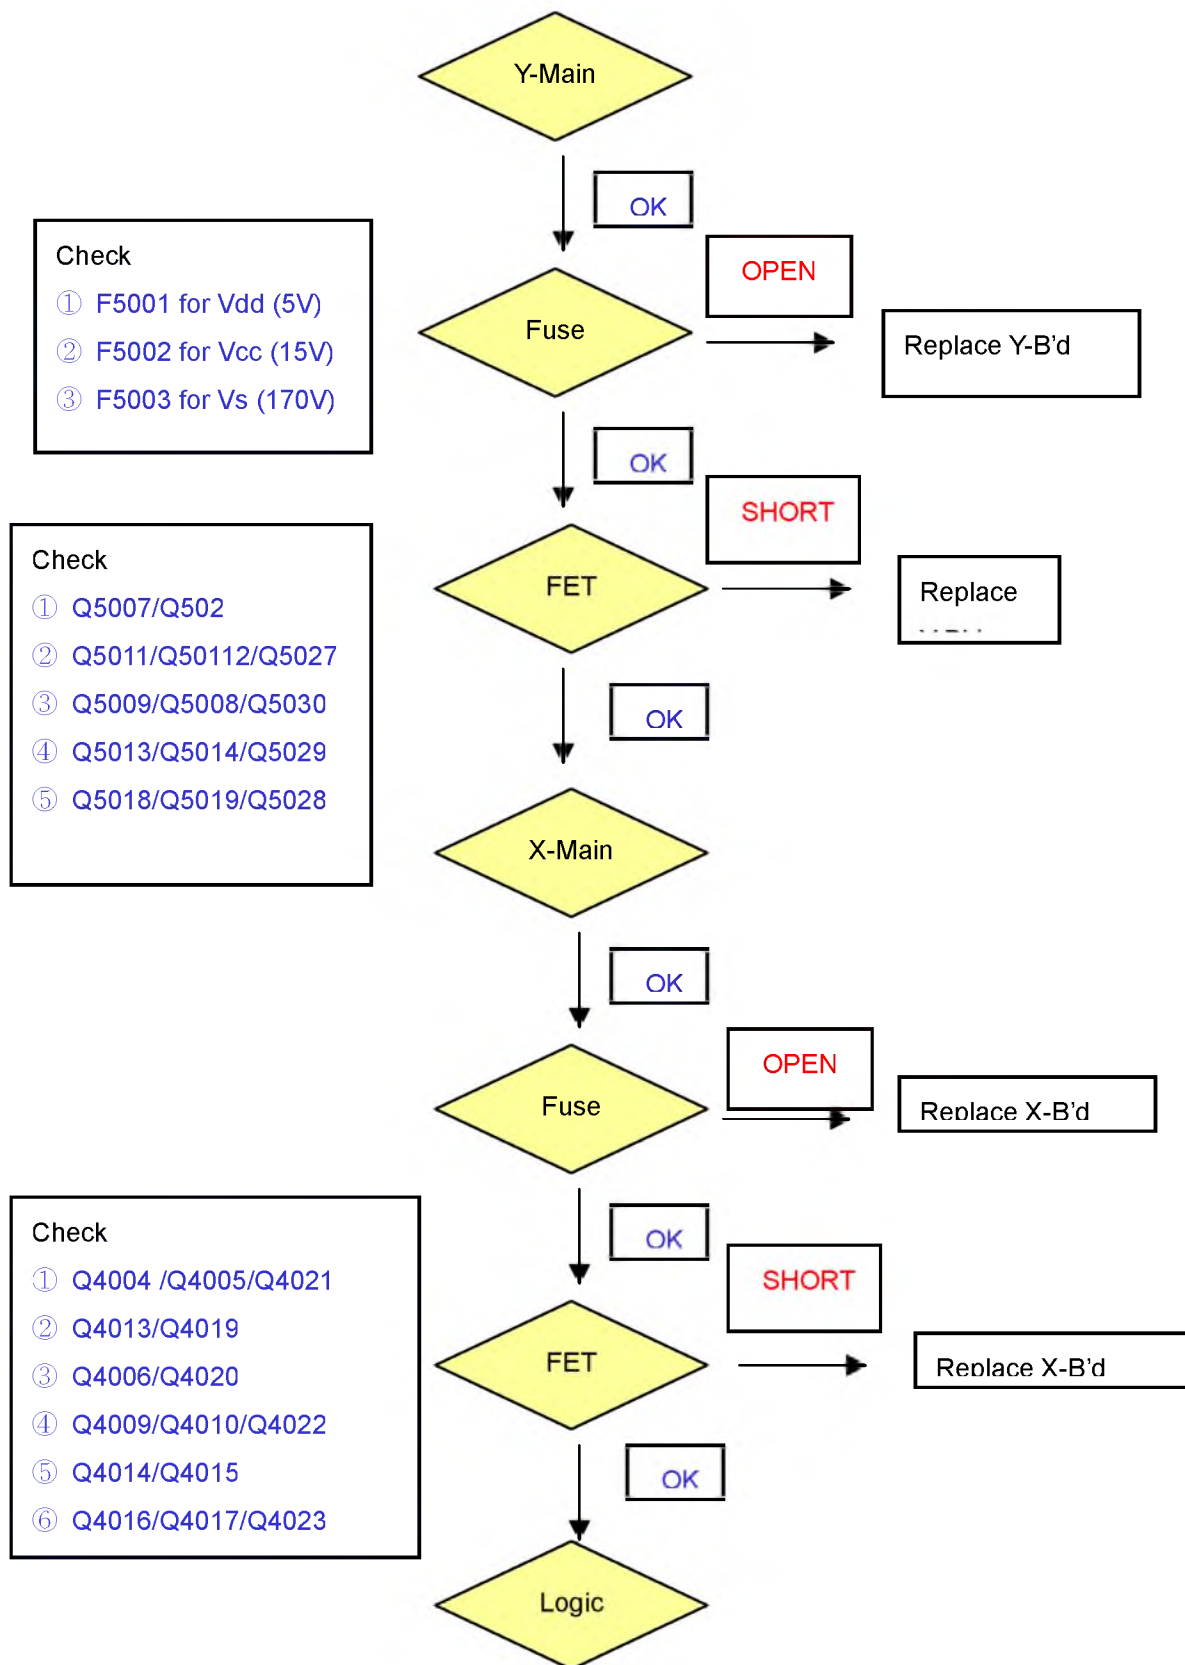 Y-Main
OK
Check
① F5001 for Vdd (5V)
② F5002 for Vcc (15V)
③ F5003 for Vs (170V)
OPEN
Fuse
Replace Y-B’d
OK
SHORT
Check
① Q5007/Q502
② Q5011/Q50112/Q5027
③ Q5009/Q5008/Q5030
④ Q5013/Q5014/Q5029
⑤ Q5018/Q5019/Q5028
FET
Replace
OK
X-Main
OK
OPEN
Fuse
Replace X-B’d
OK
Check
① Q4004 /Q4005/Q4021
② Q4013/Q4019
③ Q4006/Q4020
④ Q4009/Q4010/Q4022
⑤ Q4014/Q4015
⑥ Q4016/Q4017/Q4023
SHORT
FET
Replace X-B’d
OK
Logic